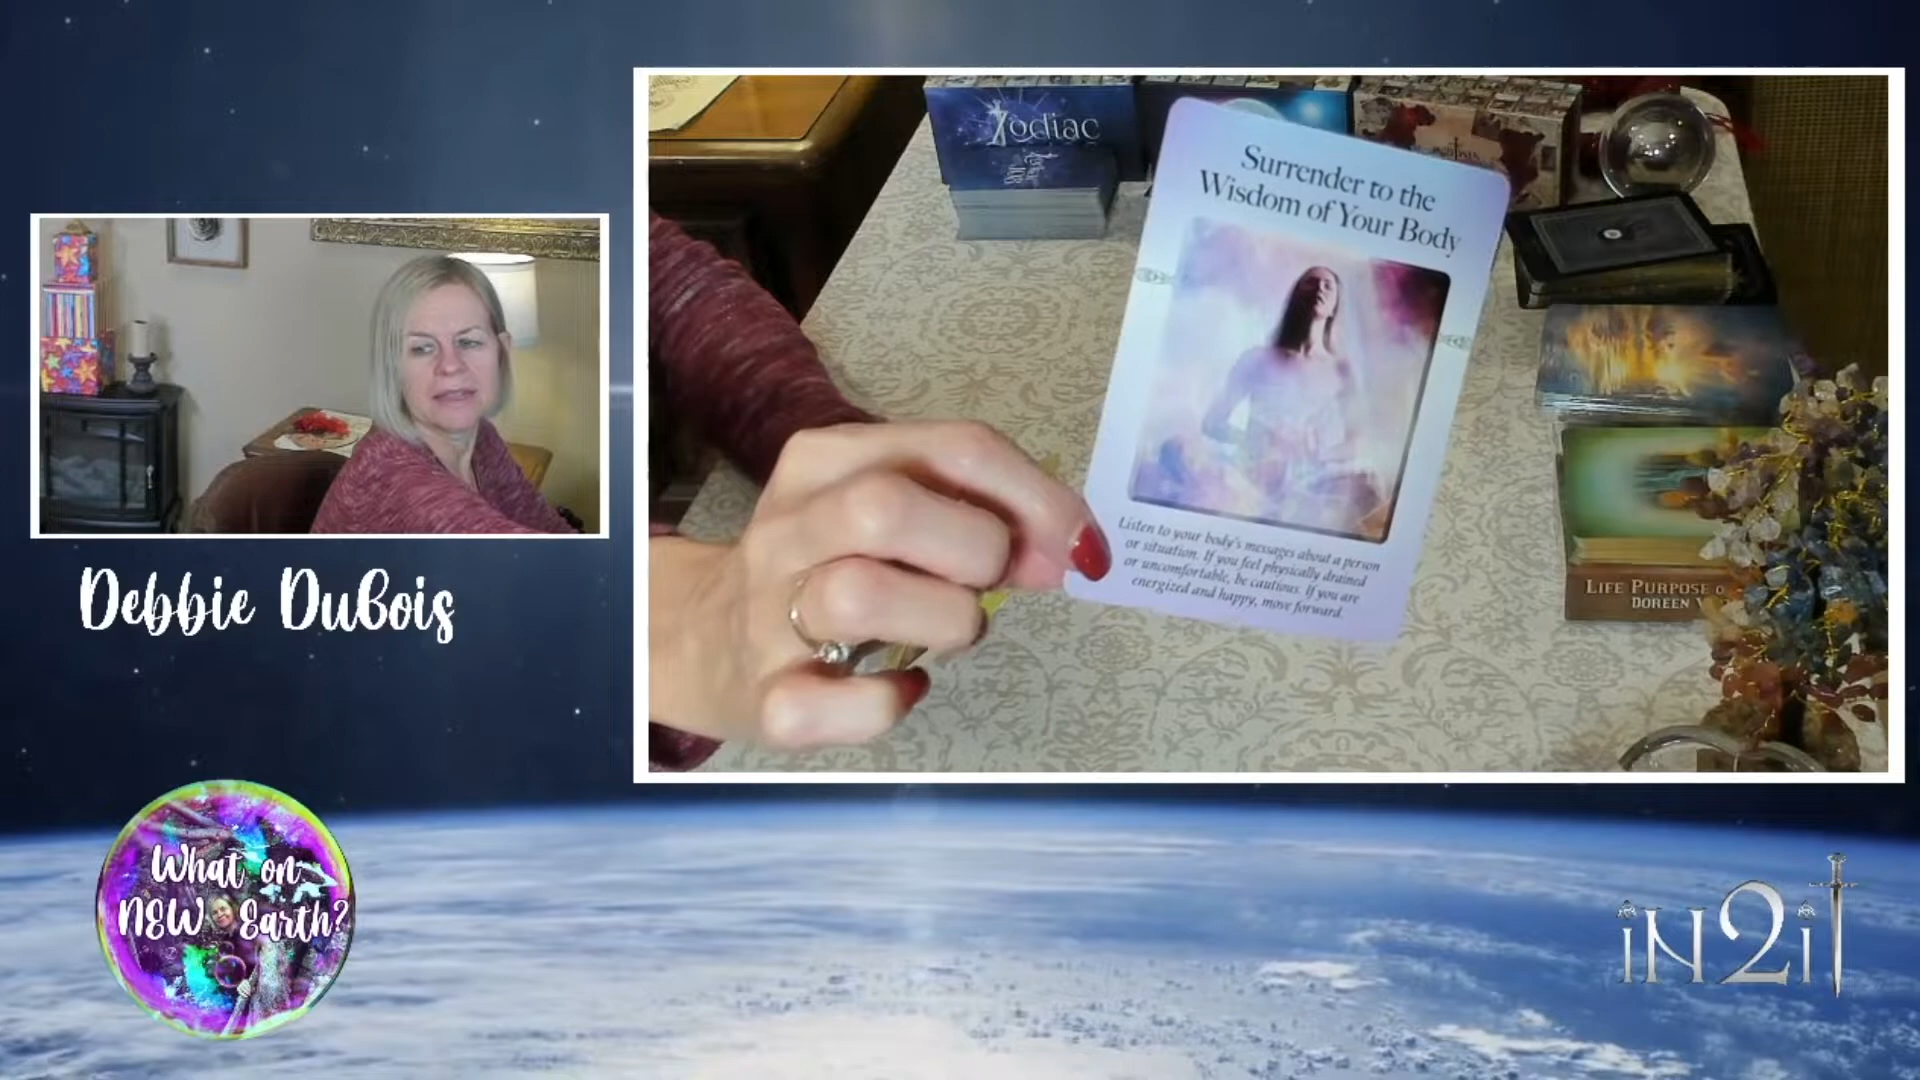 Zodiac
Surrender to the
Wisdom of Your Body
Listen to your body's messages about a person
or situation. If you feel physically drained
or uncomfortable, be cautious. If you are
energized and happy, move forward.
LIFE PURPOSE O
DOREEN V
Debbie DuBois
What on
NEW Earth?
iN2iT